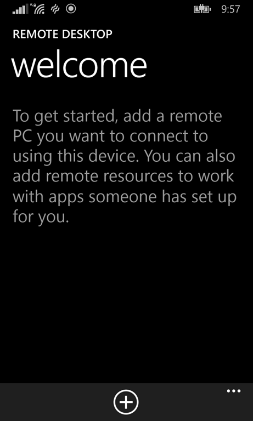 9:57
REMOTE DESKTOP
welcome
To get started, add a remote
PC you want to connect to
using this device. You can also
add remote resources to work
with apps someone has set up
for you.